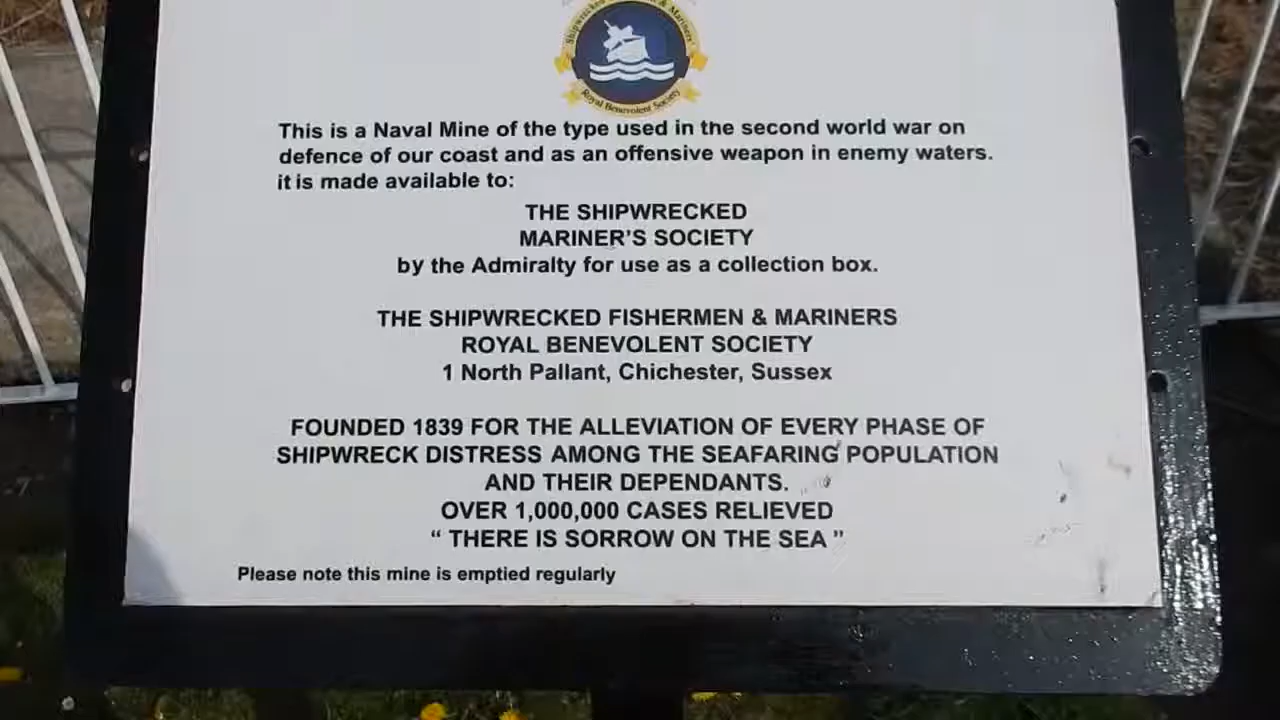 Shipwrecked & Mariners'
Royal Benevolent Society
This is a Naval Mine of the type used in the second world war on
defence of our coast and as an offensive weapon in enemy waters.
it is made available to:
THE SHIPWRECKED
MARINER'S SOCIETY
by the Admiralty for use as a collection box.
THE SHIPWRECKED FISHERMEN & MARINERS
ROYAL BENEVOLENT SOCIETY
1 North Pallant, Chichester, Sussex
FOUNDED 1839 FOR THE ALLEVIATION OF EVERY PHASE OF
SHIPWRECK DISTRESS AMONG THE SEAFARING POPULATION
AND THEIR DEPENDANTS.
OVER 1,000,000 CASES RELIEVED
“ THERE IS SORROW ON THE SEA ”
Please note this mine is emptied regularly